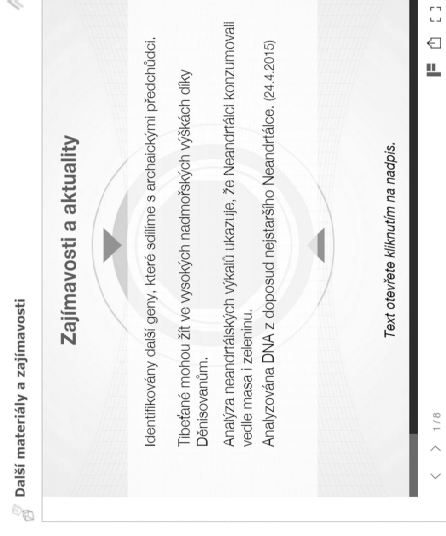 Další materiály a zajímavosti
Zajímavosti a aktuality
Identifikovány další geny, které sdílíme s archaickými předchůdci.
Tibeťané mohou žít ve vysokých nadmořských výškách díky
Děnisovanům.
Analýza neandrtálských výkalů ukazuje, že Neandrtálci konzumovali
vedle masa i zeleninu.
Analyzována DNA z doposud nejstaršího Neandrtálce. (24.4.2015)
Text otevřete kliknutím na nadpis.
1/8